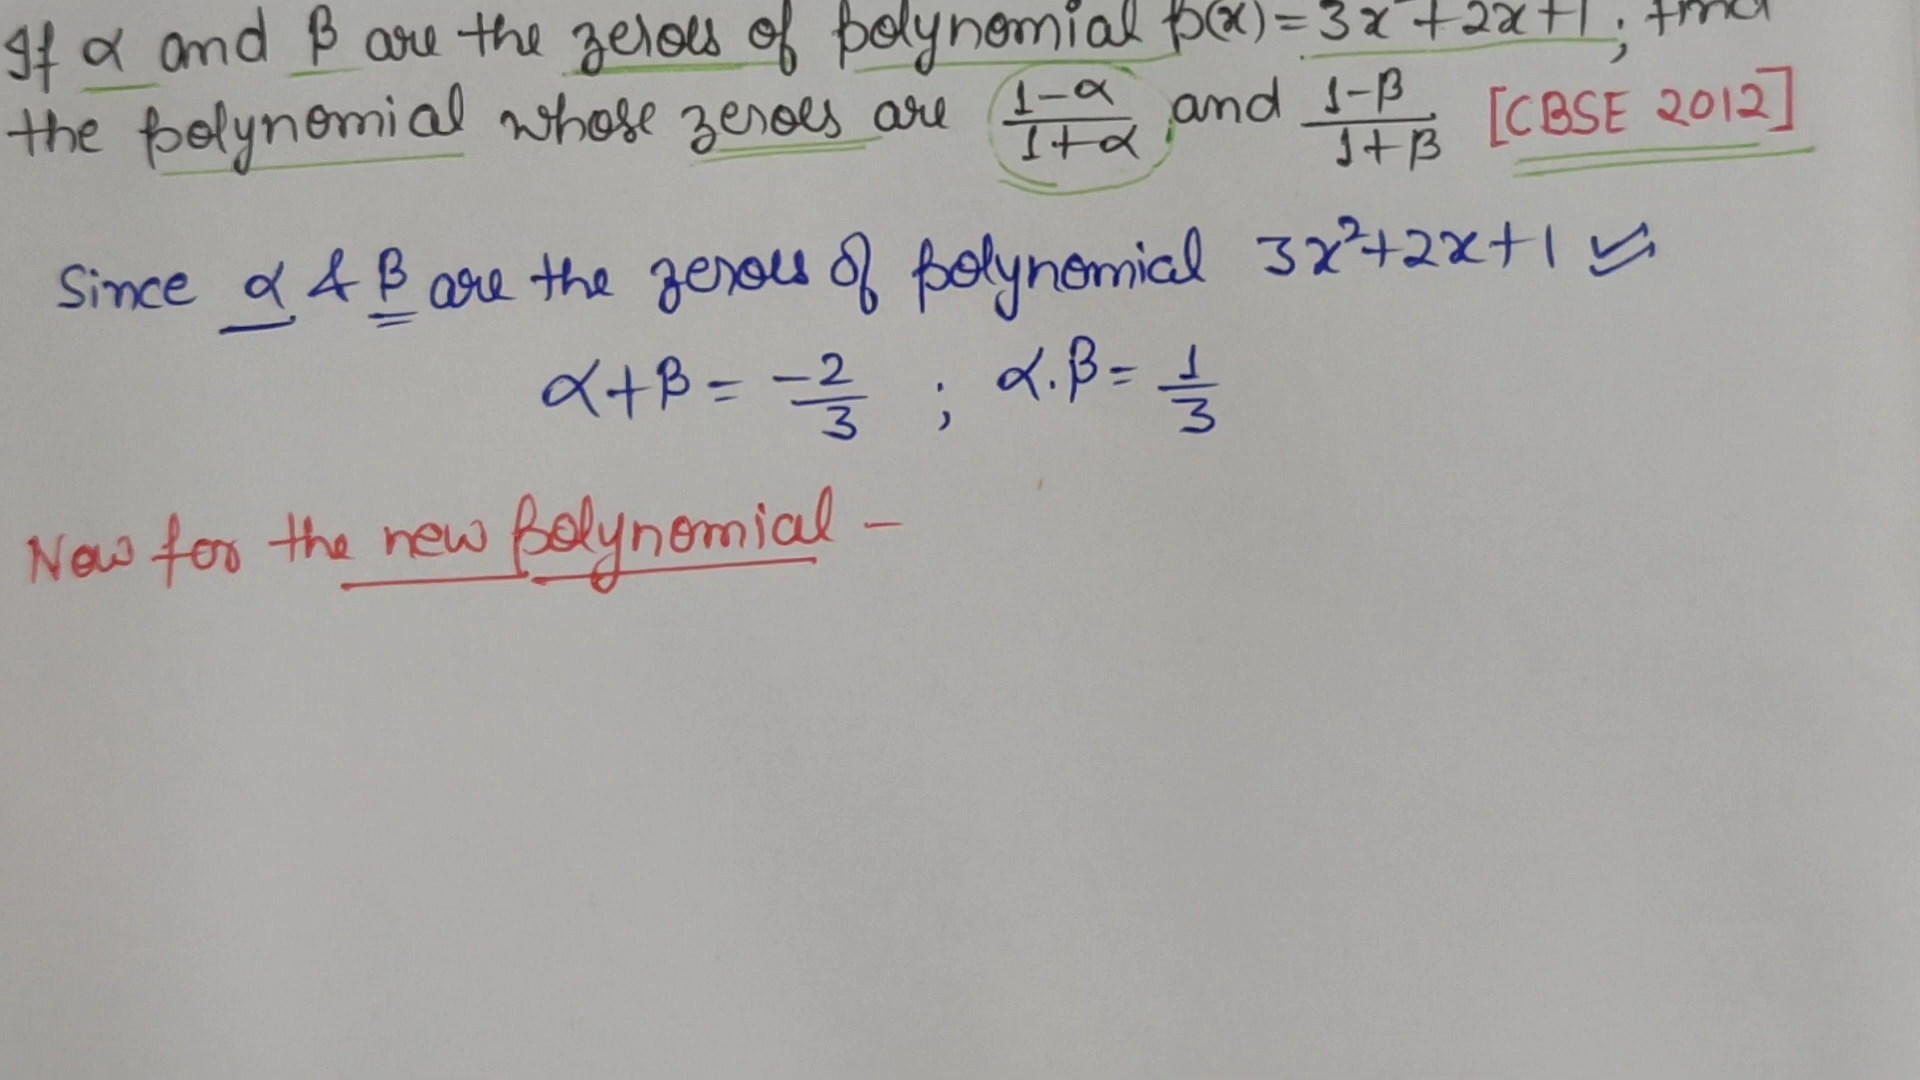 If α and β are the zeroes of polynomial p(x) = 3x²+2x+1; find
the polynomial whose zeroes are (1-α)/(1+α) and (1-β)/(1+β) [CBSE 2012]
Since α & β are the zeroes of polynomial 3x²+2x+1
α+β = -2/3 ; α.β = 1/3
Now for the new polynomial -